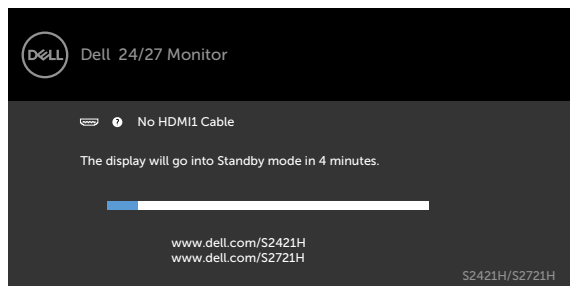 DELL
Dell 24/27 Monitor
? No HDMI1 Cable
The display will go into Standby mode in 4 minutes.
www.dell.com/S2421H
www.dell.com/S2721H
S2421H/S2721H